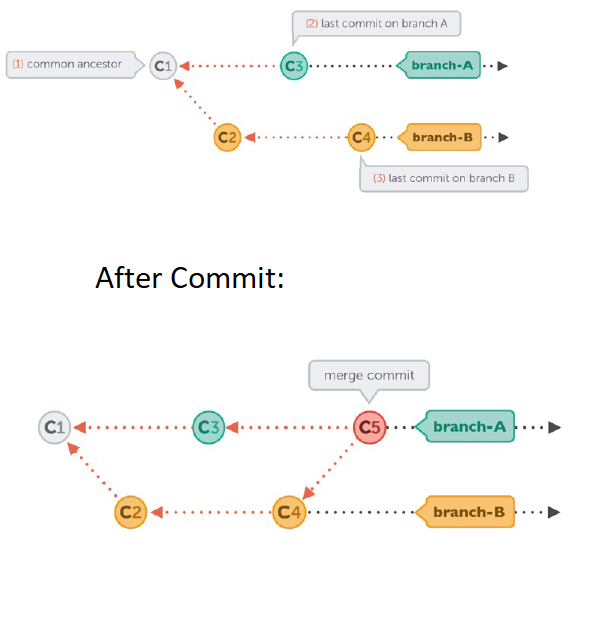 (2) last commit on branch A
(1) common ancestor
C1
C3
branch-A
C2
C4
branch-B
(3) last commit on branch B
After Commit:
merge commit
C1
C3
C5
branch-A
C2
C4
branch-B